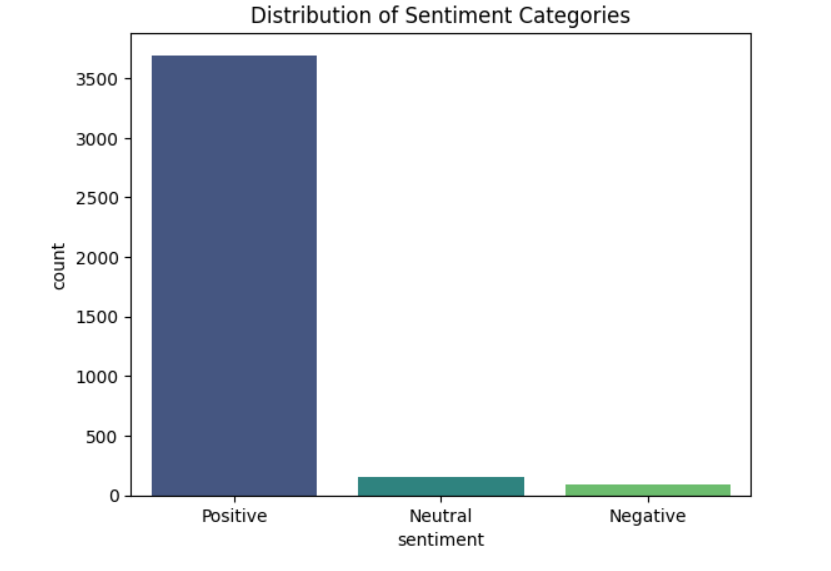 Distribution of Sentiment Categories
3500
3000
2500
2000
1500
1000
500
0
count
Positive
Neutral
Negative
sentiment